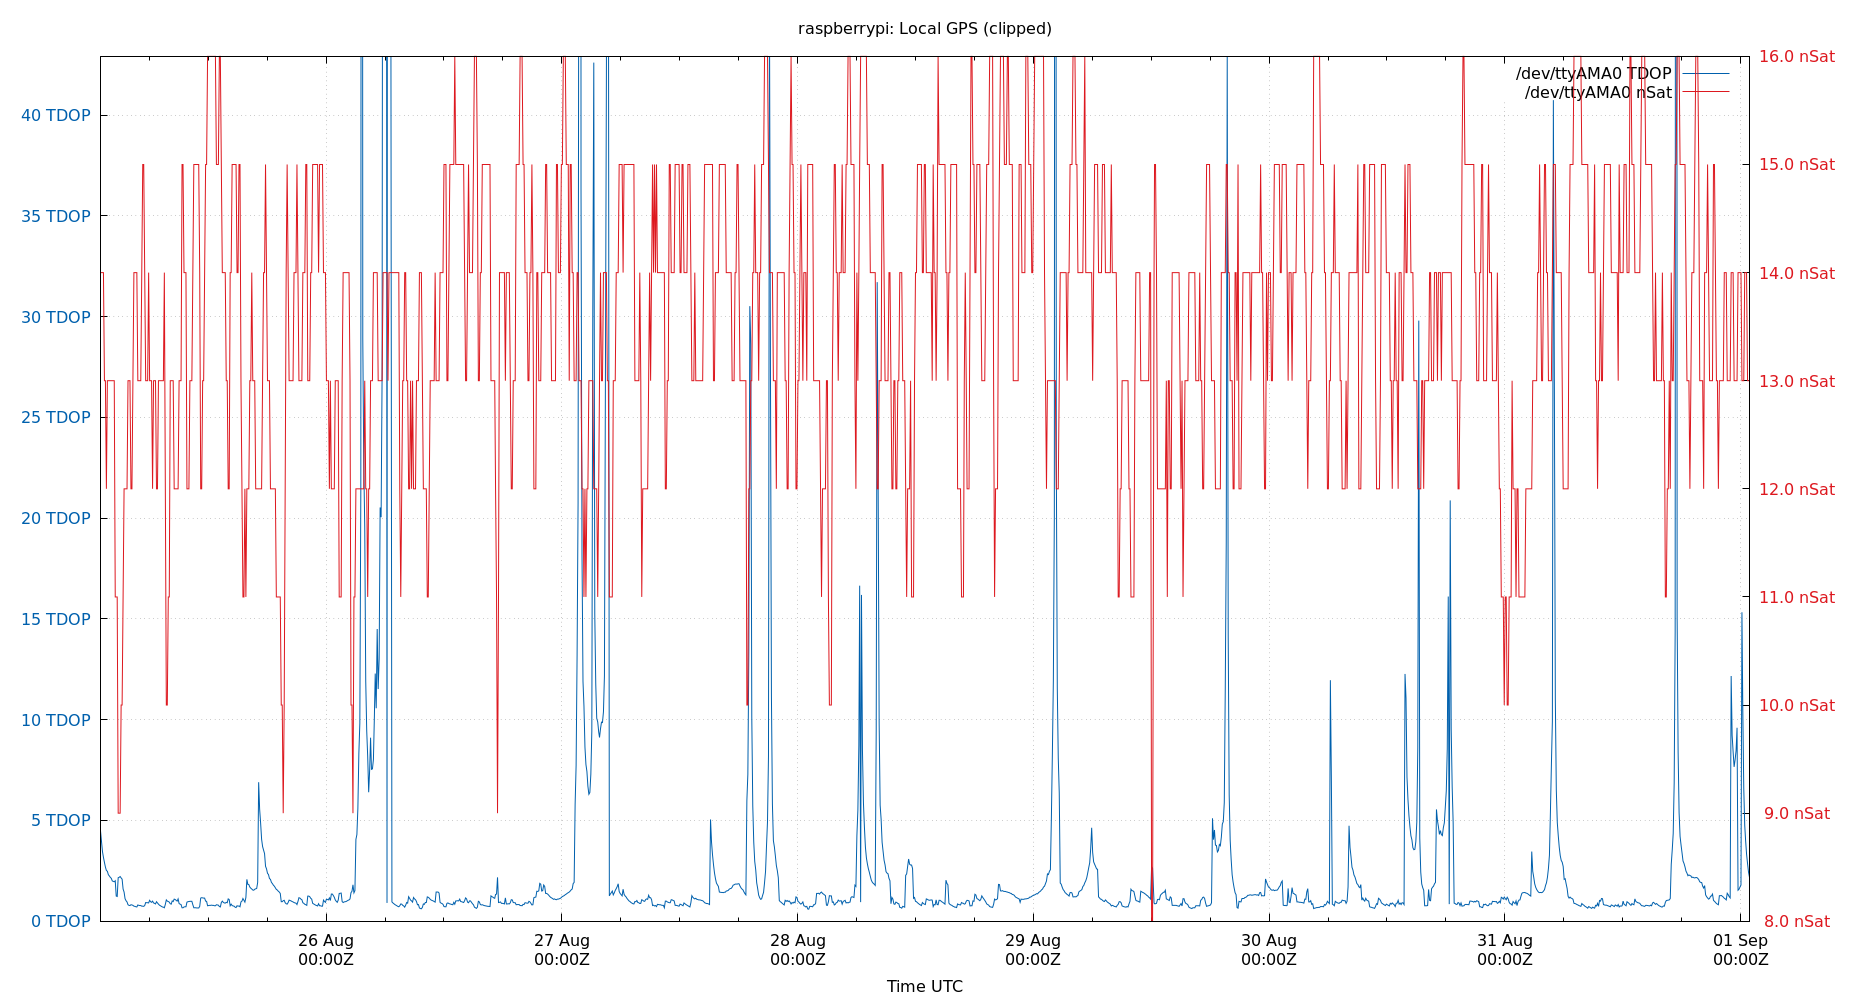 raspberrypi: Local GPS (clipped)
/dev/ttyAMA0 TDOP
/dev/ttyAMA0 nSat
40 TDOP
35 TDOP
30 TDOP
25 TDOP
20 TDOP
15 TDOP
10 TDOP
5 TDOP
0 TDOP
16.0 nSat
15.0 nSat
14.0 nSat
13.0 nSat
12.0 nSat
11.0 nSat
10.0 nSat
9.0 nSat
8.0 nSat
26 Aug
00:00Z
27 Aug
00:00Z
28 Aug
00:00Z
29 Aug
00:00Z
30 Aug
00:00Z
31 Aug
00:00Z
01 Sep
00:00Z
Time UTC